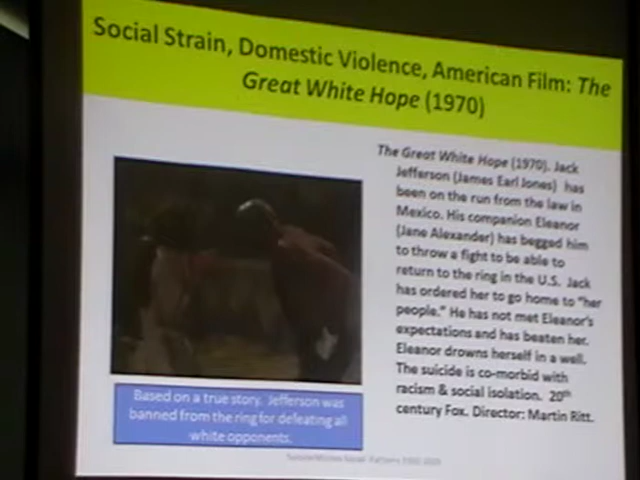 Social Strain, Domestic Violence, American Film: The
Great White Hope (1970)
The Great White Hope (1970). Jack
Jefferson (James Earl Jones) has
been on the run from the law in
Mexico. His companion Eleanor
(Jane Alexander) has begged him
to throw a fight to be able to
return to the ring in the U.S. Jack
has ordered her to go home to "her
people." He has not met Eleanor's
expectations and has beaten her.
Eleanor drowns herself in a well.
The suicide is co-morbid with
racism & social isolation. 20th
century Fox. Director: Martin Ritt.
Based on a true story. Jefferson was
banned from the ring for defeating all
white opponents.